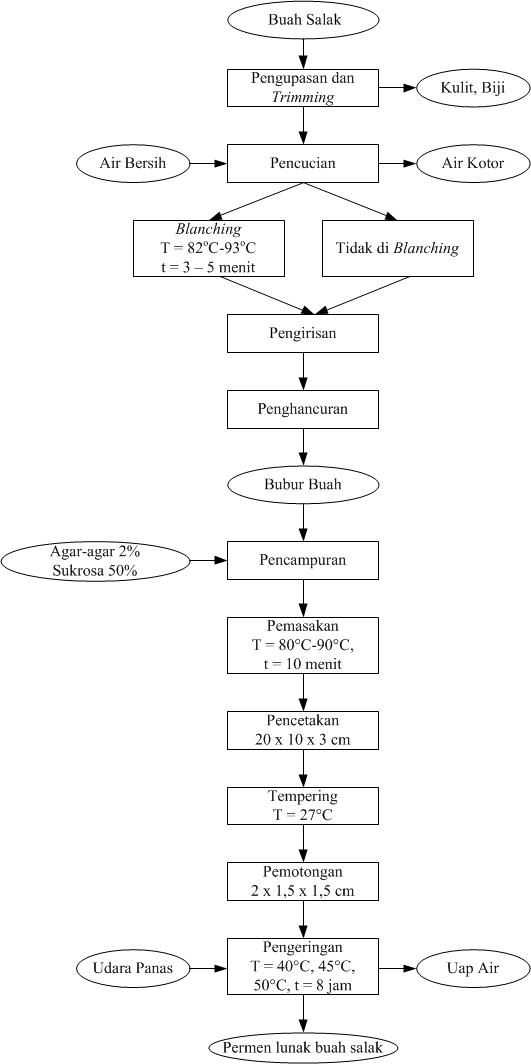 Buah Salak
Pengupasan dan
Trimming
Kulit, Biji
Air Bersih
Pencucian
Air Kotor
Blanching
T = 82°C-93°C
t = 3 – 5 menit
Tidak di Blanching
Pengirisan
Penghancuran
Bubur Buah
Agar-agar 2%
Sukrosa 50%
Pencampuran
Pemasakan
T = 80°C-90°C,
t = 10 menit
Pencetakan
20 x 10 x 3 cm
Tempering
T = 27°C
Pemotongan
2 x 1,5 x 1,5 cm
Udara Panas
Pengeringan
T = 40°C, 45°C,
50°C, t = 8 jam
Uap Air
Permen lunak buah salak